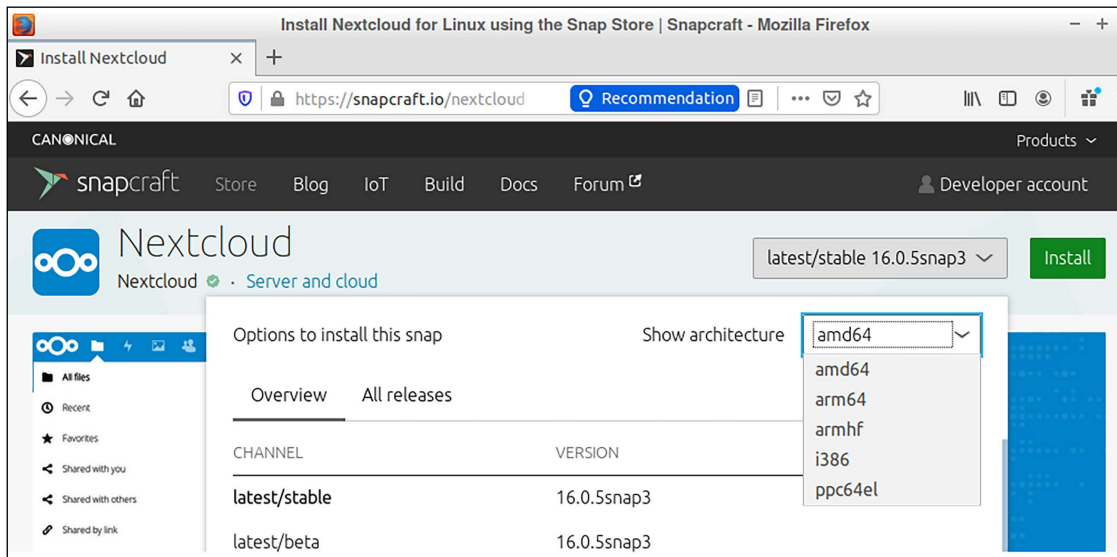 Install Nextcloud for Linux using the Snap Store | Snapcraft - Mozilla Firefox
Install Nextcloud
https://snapcraft.io/nextcloud Recommendation
CANONICAL Products
snapcraft Store Blog IoT Build Docs Forum Developer account
Nextcloud
latest/stable 16.0.5snap3 Install
Nextcloud · Server and cloud
Options to install this snap Show architecture amd64
amd64
arm64
armhf
i386
ppc64el
Overview All releases
CHANNEL VERSION
latest/stable 16.0.5snap3
latest/beta 16.0.5snap3
All files
Recent
Favorites
Shared with you
Shared with others
Shared by link